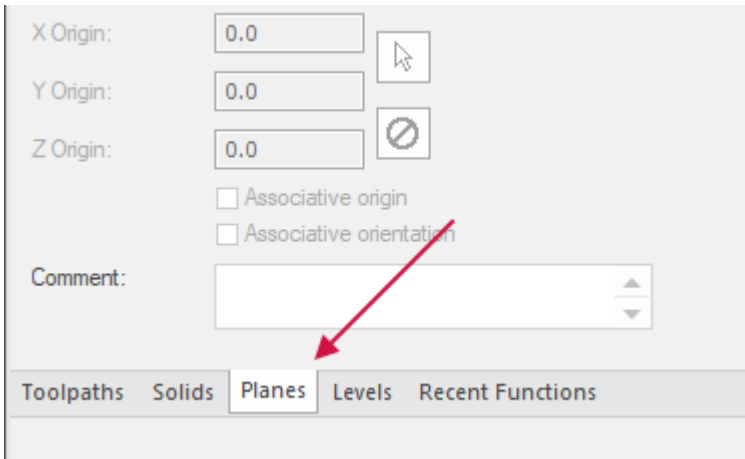 X Origin: 0.0
Y Origin: 0.0
Z Origin: 0.0
Associative origin
Associative orientation
Comment:
Toolpaths Solids Planes Levels Recent Functions